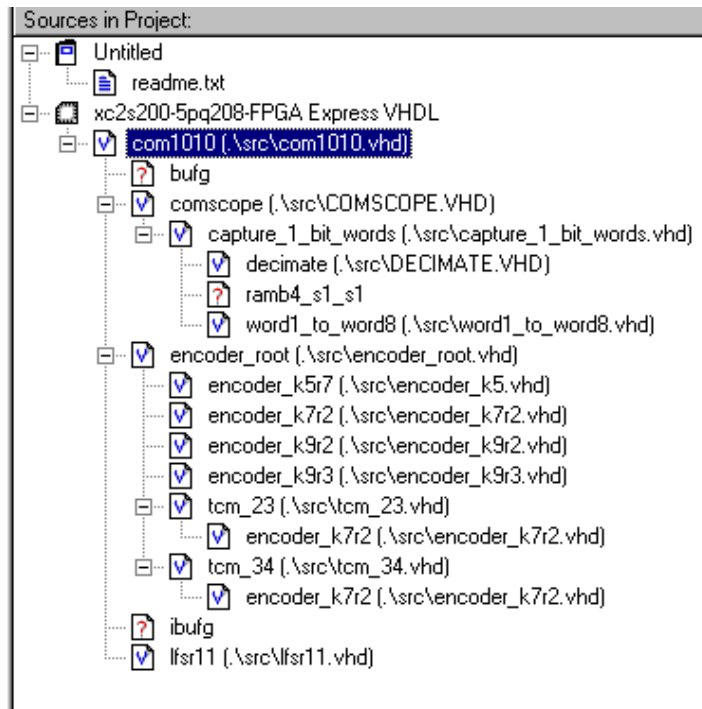 Sources in Project:
Untitled
readme.txt
xc2s200-5pq208-FPGA Express VHDL
com1010 (.\src\com1010.vhd)
bufg
comscope (.\src\COMSCOPE.VHD)
capture_1_bit_words (.\src\capture_1_bit_words.vhd)
decimate (.\src\DECIMATE.VHD)
ramb4_s1_s1
word1_to_word8 (.\src\word1_to_word8.vhd)
encoder_root (.\src\encoder_root.vhd)
encoder_k5r7 (.\src\encoder_k5.vhd)
encoder_k7r2 (.\src\encoder_k7r2.vhd)
encoder_k9r2 (.\src\encoder_k9r2.vhd)
encoder_k9r3 (.\src\encoder_k9r3.vhd)
tcm_23 (.\src\tcm_23.vhd)
encoder_k7r2 (.\src\encoder_k7r2.vhd)
tcm_34 (.\src\tcm_34.vhd)
encoder_k7r2 (.\src\encoder_k7r2.vhd)
ibufg
lfsr11 (.\src\lfsr11.vhd)